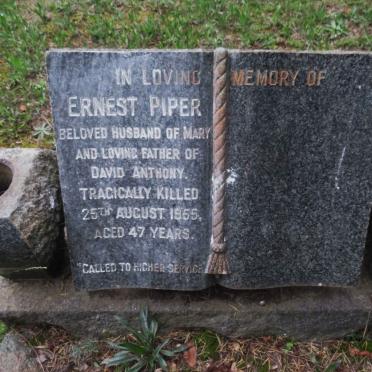 IN LOVING MEMORY OF
ERNEST PIPER
BELOVED HUSBAND OF MARY
AND LOVING FATHER OF
DAVID ANTHONY.
TRAGICALLY KILLED
25TH AUGUST 1955,
AGED 47 YEARS.
"CALLED TO HIGHER SERVICE